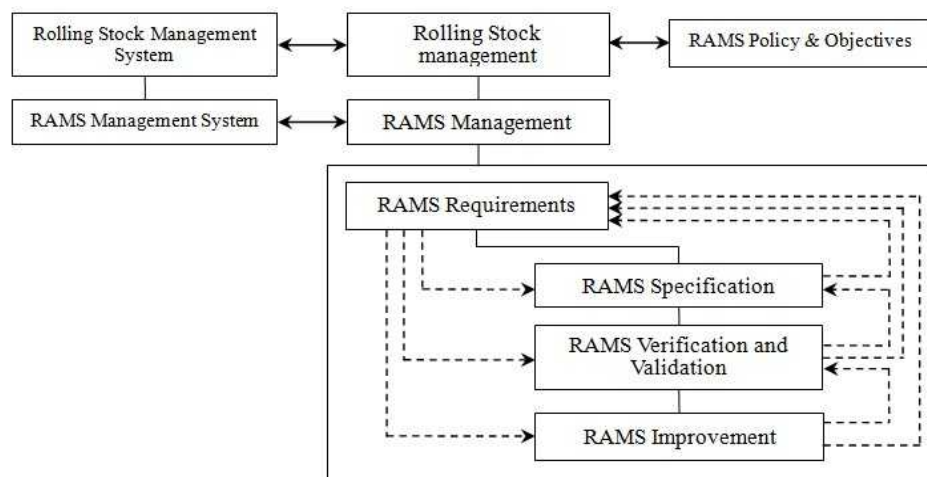 Rolling Stock Management
System
Rolling Stock
management
RAMS Policy & Objectives
RAMS Management System
RAMS Management
RAMS Requirements
RAMS Specification
RAMS Verification and
Validation
RAMS Improvement